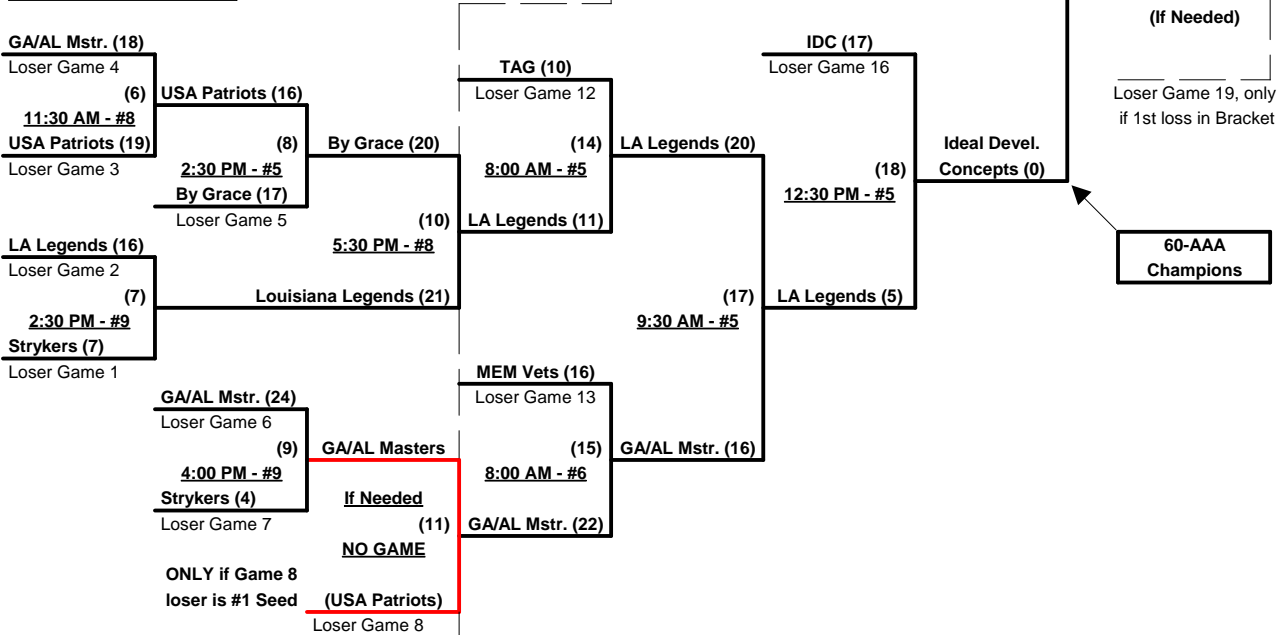 (If Needed)
GA/AL Mstr. (18)
IDC (17)
Loser Game 4
TAG (10)
Loser Game 16
(6)
USA Patriots (16)
Loser Game 12
Loser Game 19, only
11:30 AM - #8
if 1st loss in Bracket
USA Patriots (19)
(8)
By Grace (20)
(14)
LA Legends (20)
Ideal Devel.
Loser Game 3
2:30 PM - #5
8:00 AM - #5
(18)
Concepts (0)
By Grace (17)
12:30 PM - #5
Loser Game 5
(10)
LA Legends (11)
LA Legends (16)
5:30 PM - #8
60-AAA
Loser Game 2
Champions
(7)
Louisiana Legends (21)
(17)
LA Legends (5)
2:30 PM - #9
9:30 AM - #5
Strykers (7)
Loser Game 1
MEM Vets (16)
GA/AL Mstr. (24)
Loser Game 13
Loser Game 6
(9)
GA/AL Masters
(15)
GA/AL Mstr. (16)
4:00 PM - #9
8:00 AM - #6
Strykers (4)
If Needed
Loser Game 7
(11)
GA/AL Mstr. (22)
NO GAME
ONLY if Game 8
loser is #1 Seed
(USA Patriots)
Loser Game 8